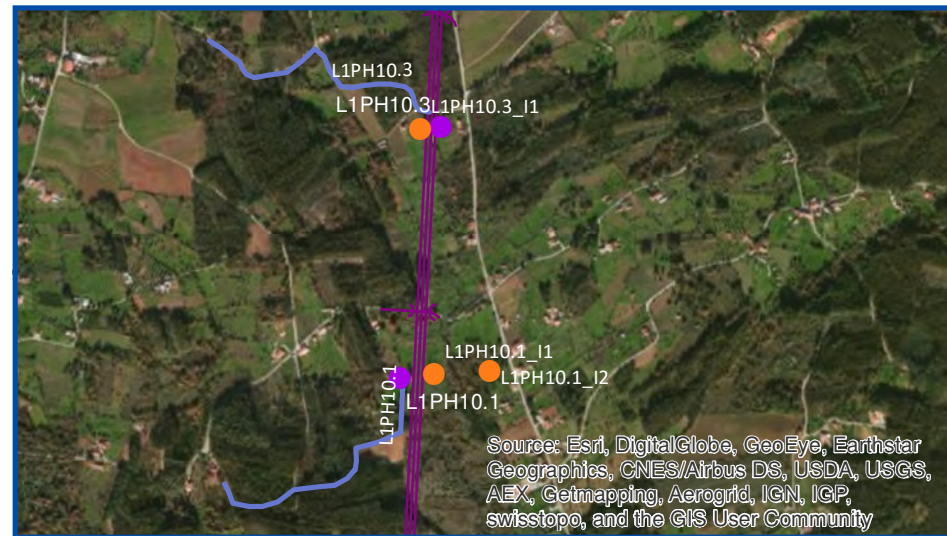 L1PH10.3
L1PH10.3
L1PH10.3_I1
L1PH10.1_I1
L1PH10.1_I2
L1PH10.1
L1PH10.1
Source: Esri, DigitalGlobe, GeoEye, Earthstar
Geographics, CNES/Airbus DS, USDA, USGS,
AEX, Getmapping, Aerogrid, IGN, IGP,
swisstopo, and the GIS User Community